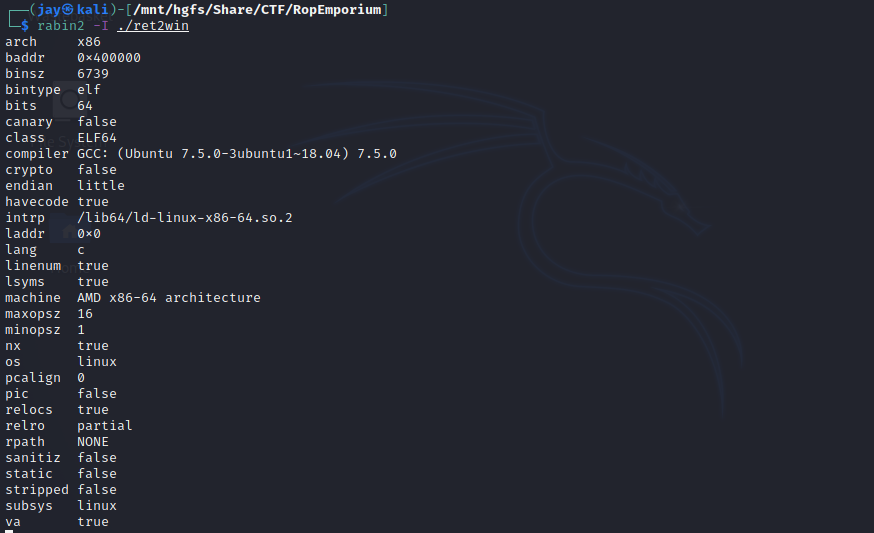 ┌──(jay㉿kali)-[/mnt/hgfs/Share/CTF/RopEmporium]
└─$ rabin2 -I ./ret2win
arch     x86
baddr    0×400000
binsz    6739
bintype  elf
bits     64
canary   false
class    ELF64
compiler GCC: (Ubuntu 7.5.0-3ubuntu1~18.04) 7.5.0
crypto   false
endian   little
havecode true
intrp    /lib64/ld-linux-x86-64.so.2
laddr    0×0
lang     c
linenum  true
lsyms    true
machine  AMD x86-64 architecture
maxopsz  16
minopsz  1
nx       true
os       linux
pcalign  0
pic      false
relocs   true
relro    partial
rpath    NONE
sanitiz  false
static   false
stripped false
subsys   linux
va       true